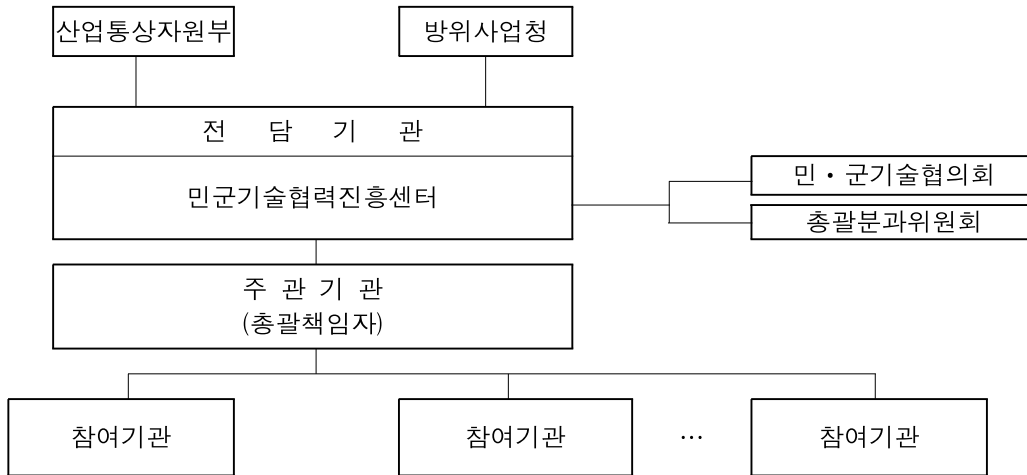 산업통상자원부
방위사업청
전 담 기 관
민군기술협력진흥센터
민・군기술협의회
총괄분과위원회
주 관 기 관
(총괄책임자)
참여기관
참여기관
…
참여기관